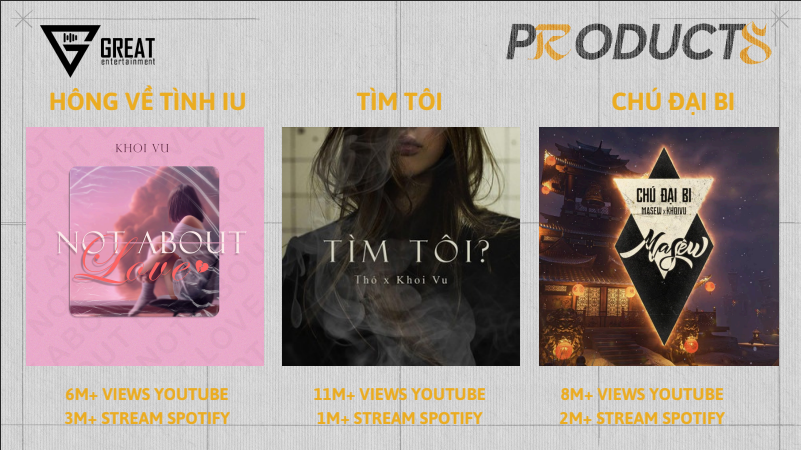 GREAT
entertainment
PRODUCTS
HÔNG VỀ TÌNH IU
TÌM TÔI
CHÚ ĐẠI BI
KHOI VU
NOT ABOUT
Love
TÌM TÔI?
Thó x Khoi Vu
CHÚ ĐẠI BI
MASEW x KHOIVU
Masew
6M+ VIEWS YOUTUBE
3M+ STREAM SPOTIFY
11M+ VIEWS YOUTUBE
1M+ STREAM SPOTIFY
8M+ VIEWS YOUTUBE
2M+ STREAM SPOTIFY